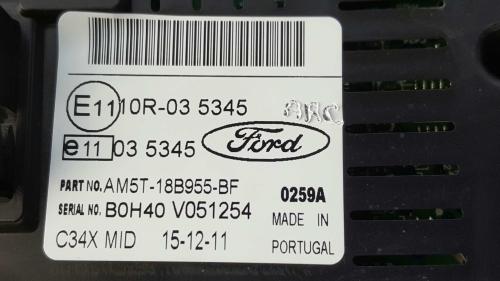 E11 10R-03 5345
e11 03 5345
Ford
PART NO. AM5T-18B955-BF 0259A
SERIAL NO. B0H40 V051254 MADE IN
C34X MID 15-12-11 PORTUGAL